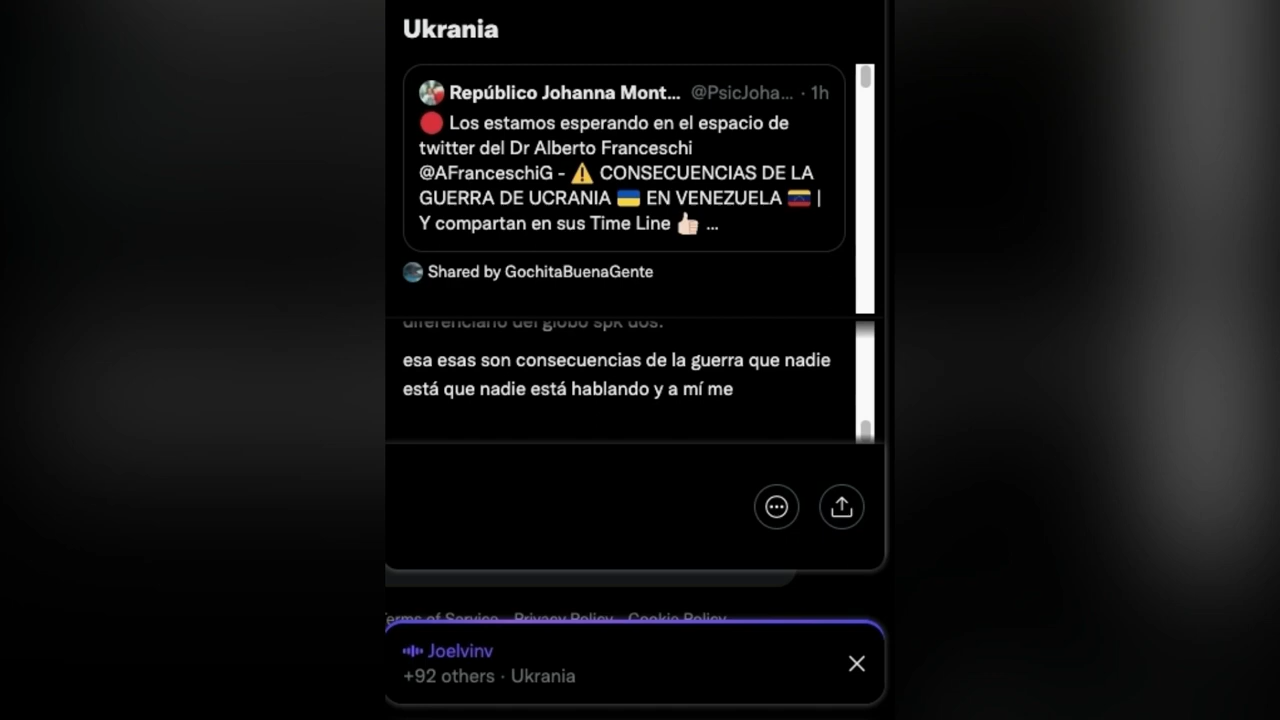 Ukrania
Repúblico Johanna Mont... @PsicJoha... · 1h
🔴 Los estamos esperando en el espacio de
twitter del Dr Alberto Franceschi
@AFranceschiG - ⚠️ CONSECUENCIAS DE LA
GUERRA DE UCRANIA 🇺🇦 EN VENEZUELA 🇻🇪 |
Y compartan en sus Time Line 👍🏻 ...
Shared by GochitaBuenaGente
diferenciario del globo spk dos.
esa esas son consecuencias de la guerra que nadie
está que nadie está hablando y a mí me
Terms of Service Privacy Policy Cookie Policy
Joelvinv
+92 others · Ukrania